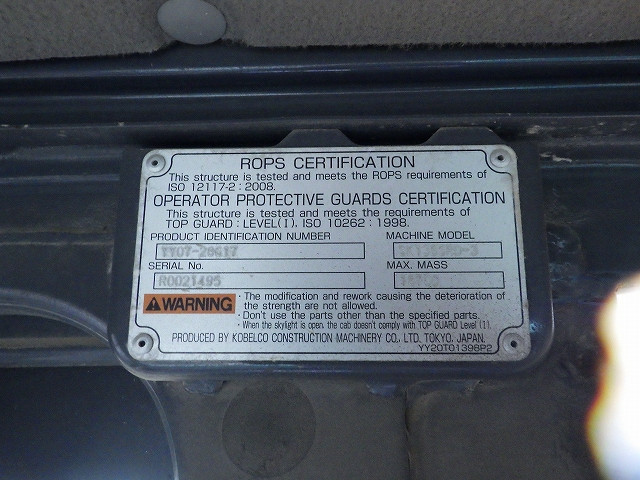 ROPS CERTIFICATION
This structure is tested and meets the ROPS requirements of
ISO 12117-2 : 2008.
OPERATOR PROTECTIVE GUARDS CERTIFICATION
This structure is tested and meets the requirements of
TOP GUARD : LEVEL(I). ISO 10262 : 1998.
PRODUCT IDENTIFICATION NUMBER MACHINE MODEL
SERIAL No. MAX. MASS
R0021495
WARNING
・The modification and rework causing the deterioration of
the strength are not allowed.
・Don't use the parts other than the specified parts.
・When the skylight is open, the cab doesn't comply with TOP GUARD Level (I).
PRODUCED BY KOBELCO CONSTRUCTION MACHINERY CO., LTD. TOKYO, JAPAN.
YY20T01398P2